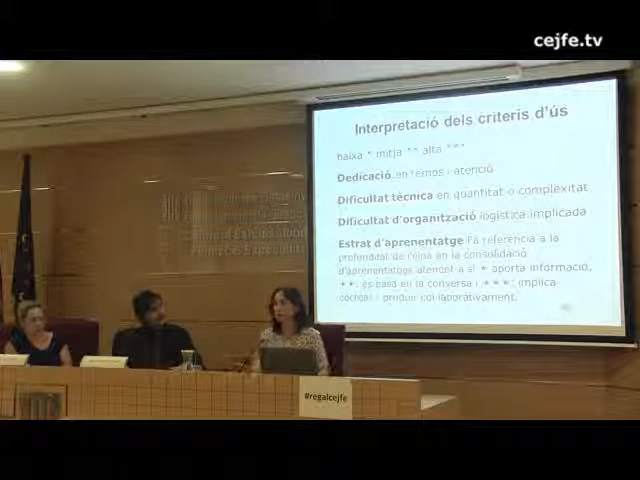 cejfe.tv
Interpretació dels criteris d'ús
baixa * mitja ** alta ***
Dedicació en temps i atenció
Dificultat tècnica en quantitat o complexitat
Dificultat d'organització logística implicada
Estrat d'aprenentatge Fa referència a la
profunditat de l'eina en la consolidació
d'aprenentatges atenent a si * aporta informació,
**: és basa en la conversa i ***: implica
i produir col·laborativament.
#regalcejfe